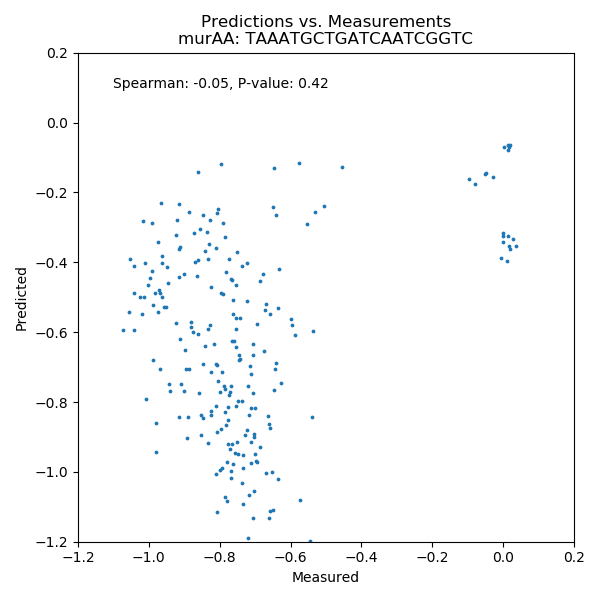 Predictions vs. Measurements
murAA: TAAATGCTGATCAATCGGTC
Spearman: -0.05, P-value: 0.42
0.2
0.0
−0.2
−0.4
−0.6
−0.8
−1.0
−1.2
Predicted
−1.2 −1.0 −0.8 −0.6 −0.4 −0.2 0.0 0.2
Measured